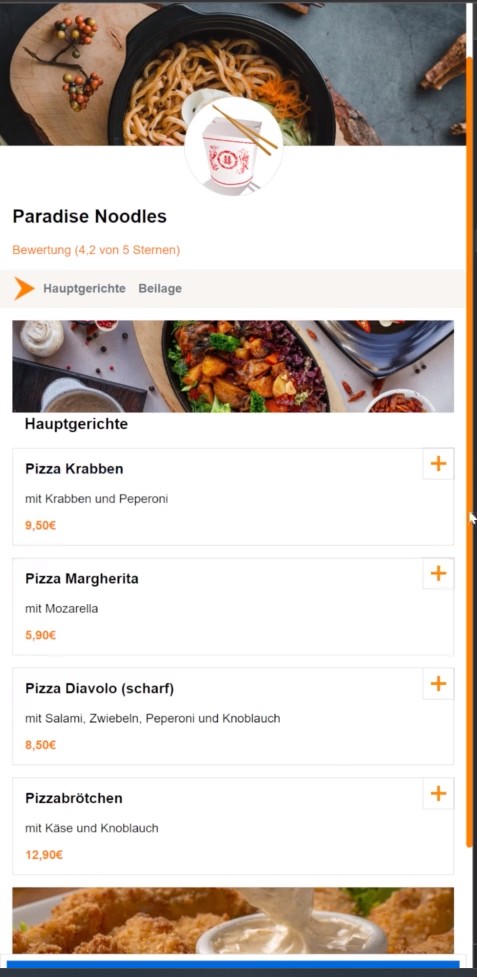 Paradise Noodles
Bewertung (4,2 von 5 Sternen)
Hauptgerichte Beilage
Hauptgerichte
Pizza Krabben
mit Krabben und Peperoni
9,50€
Pizza Margherita
mit Mozarella
5,90€
Pizza Diavolo (scharf)
mit Salami, Zwiebeln, Peperoni und Knoblauch
8,50€
Pizzabrötchen
mit Käse und Knoblauch
12,90€